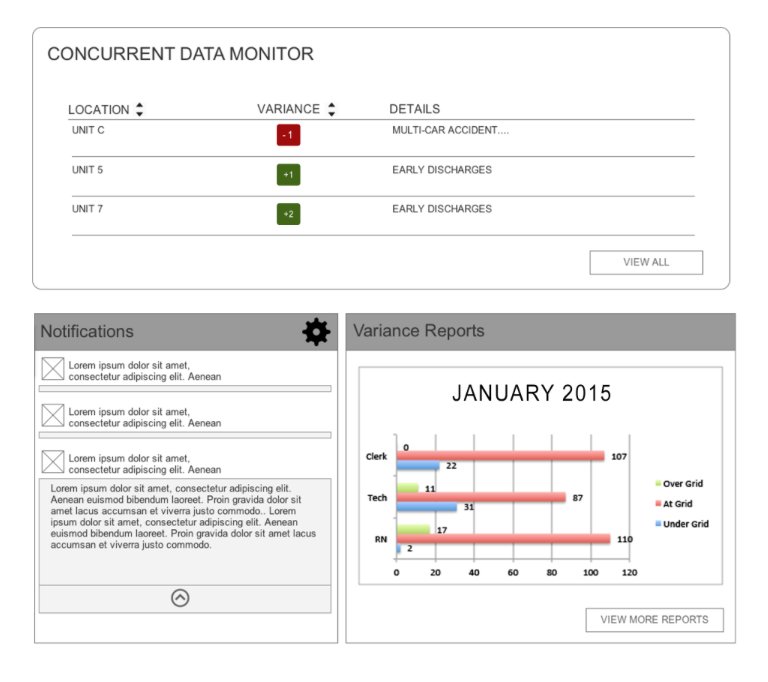 CONCURRENT DATA MONITOR
LOCATION VARIANCE DETAILS
UNIT C -1 MULTI-CAR ACCIDENT....
UNIT 5 +1 EARLY DISCHARGES
UNIT 7 +2 EARLY DISCHARGES
VIEW ALL
Notifications
Lorem ipsum dolor sit amet,
consectetur adipiscing elit. Aenean
Lorem ipsum dolor sit amet,
consectetur adipiscing elit. Aenean
Lorem ipsum dolor sit amet,
consectetur adipiscing elit. Aenean
Lorem ipsum dolor sit amet, consectetur adipiscing elit.
Aenean euismod bibendum laoreet. Proin gravida dolor sit
amet lacus accumsan et viverra justo commodo.. Lorem
ipsum dolor sit amet, consectetur adipiscing elit. Aenean
euismod bibendum laoreet. Proin gravida dolor sit amet lacus
accumsan et viverra justo commodo.
Variance Reports
JANUARY 2015
Clerk 0 107 22
Tech 11 87 31
RN 17 110 2
0 20 40 60 80 100 120
Over Grid
At Grid
Under Grid
VIEW MORE REPORTS